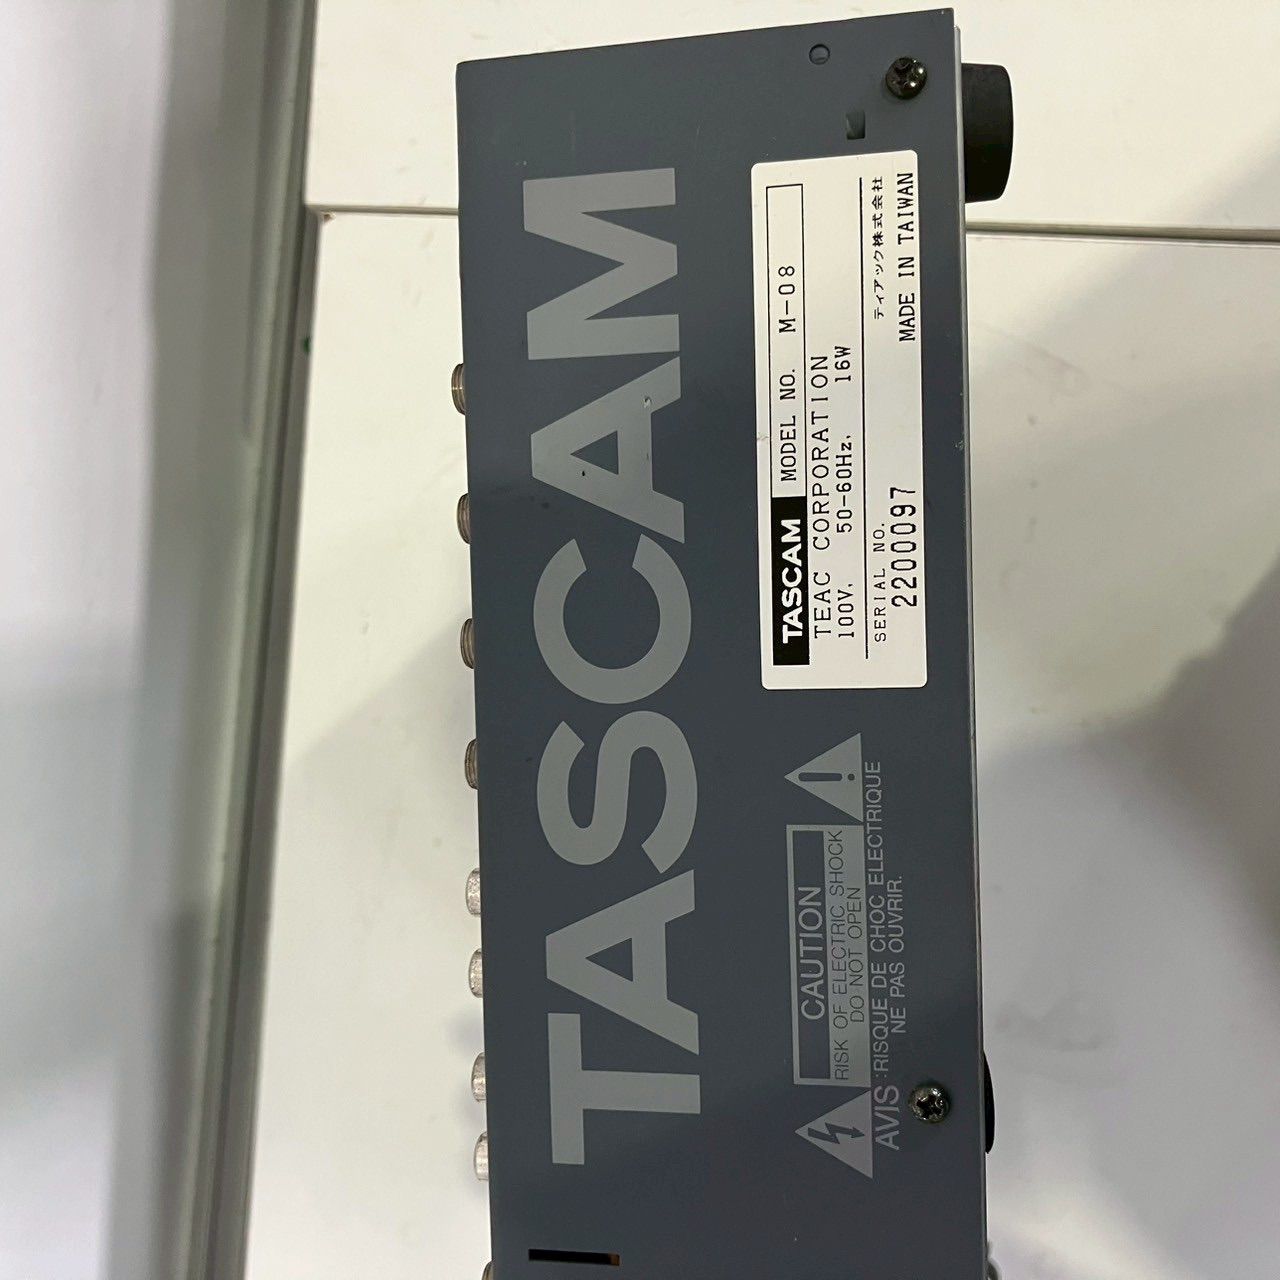 TASCAM
TASCAM MODEL NO. M-08
TEAC CORPORATION
100V, 50-60Hz, 16W
SERIAL NO. ティアック株式会社
2200097 MADE IN TAIWAN
CAUTION
RISK OF ELECTRIC SHOCK
DO NOT OPEN
AVIS : RISQUE DE CHOC ELECTRIQUE
NE PAS OUVRIR.